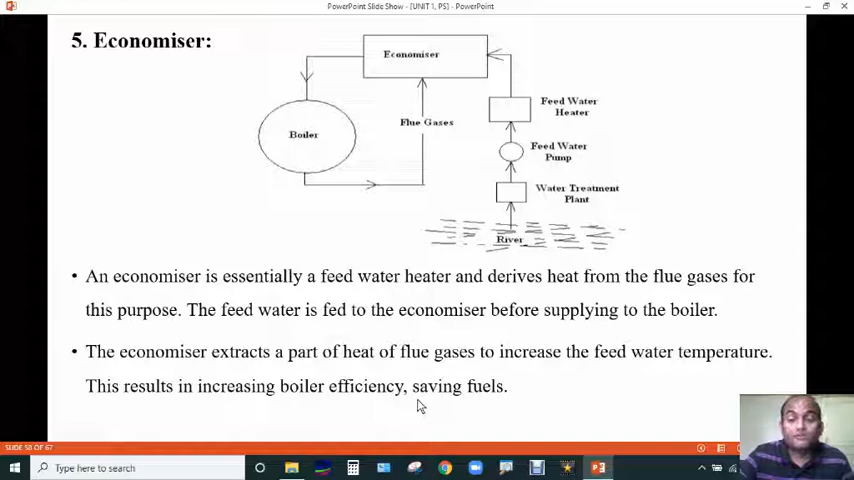 PowerPoint Slide Show - [UNIT 1, PS] - PowerPoint
5. Economiser:
Economiser
Boiler
Flue Gases
Feed Water
Heater
Feed Water
Pump
Water Treatment
Plant
River
• An economiser is essentially a feed water heater and derives heat from the flue gases for
this purpose. The feed water is fed to the economiser before supplying to the boiler.
• The economiser extracts a part of heat of flue gases to increase the feed water temperature.
This results in increasing boiler efficiency, saving fuels.
SLIDE 58 OF 67
Type here to search